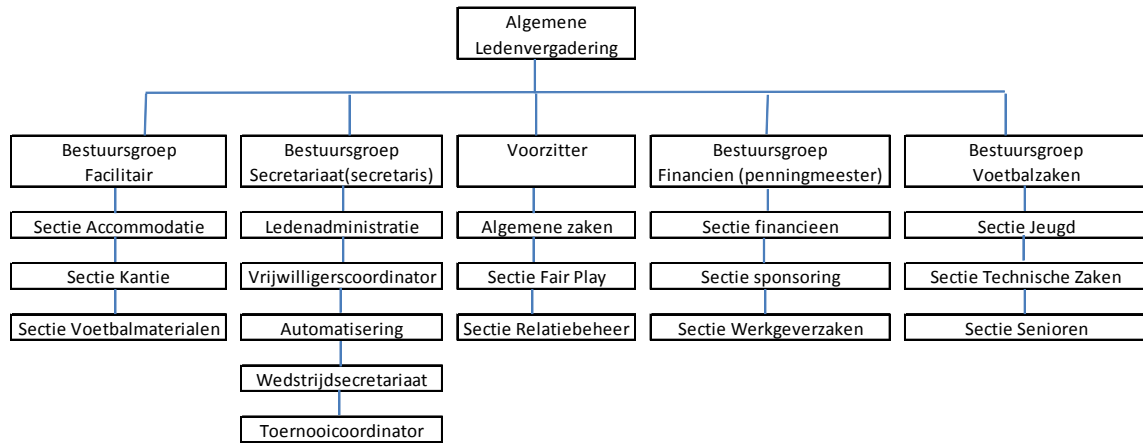 Algemene
Ledenvergadering
Bestuursgroep
Facilitair
Bestuursgroep
Secretariaat(secretaris)
Voorzitter
Bestuursgroep
Financien (penningmeester)
Bestuursgroep
Voetbalzaken
Sectie Accommodatie
Ledenadministratie
Algemene zaken
Sectie financieen
Sectie Jeugd
Sectie Kantie
Vrijwilligerscoordinator
Sectie Fair Play
Sectie sponsoring
Sectie Technische Zaken
Sectie Voetbalmaterialen
Automatisering
Sectie Relatiebeheer
Sectie Werkgeverzaken
Sectie Senioren
Wedstrijdsecretariaat
Toernooicoordinator